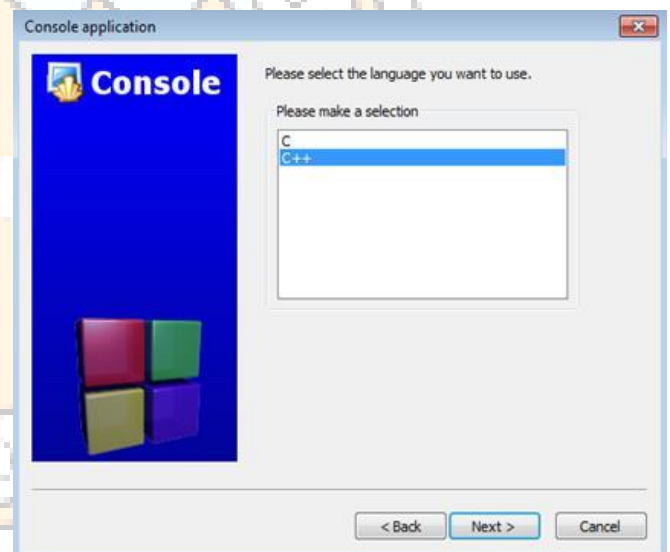 Console application
Console
Please select the language you want to use.
Please make a selection
C
C++
< Back
Next >
Cancel